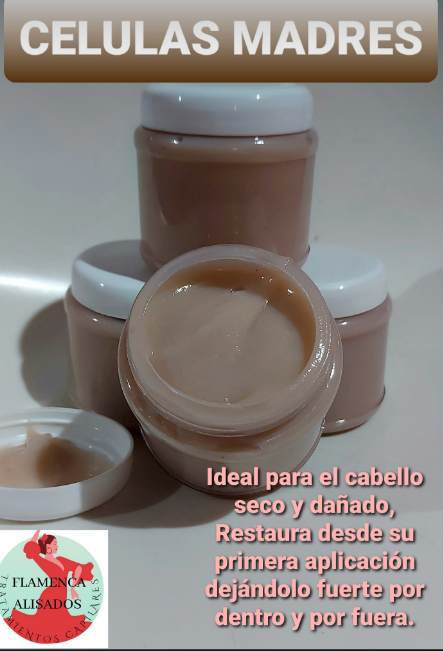 CELULAS MADRES
Ideal para el cabello
seco y dañado,
Restaura desde su
primera aplicación
dejándolo fuerte por
dentro y por fuera.
FLAMENCA
ALISADOS
TRATAMIENTOS CAPILARES